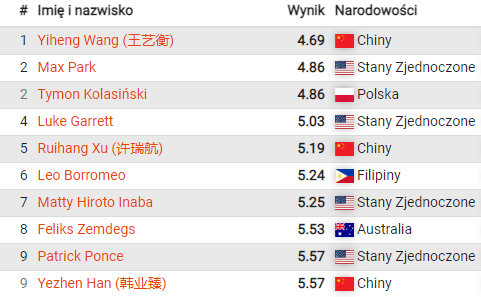 # Imię i nazwisko Wynik Narodowości
1 Yiheng Wang (王艺衡) 4.69 Chiny
2 Max Park 4.86 Stany Zjednoczone
2 Tymon Kolasiński 4.86 Polska
4 Luke Garrett 5.03 Stany Zjednoczone
5 Ruihang Xu (许瑞航) 5.19 Chiny
6 Leo Borromeo 5.24 Filipiny
7 Matty Hiroto Inaba 5.25 Stany Zjednoczone
8 Feliks Zemdegs 5.53 Australia
9 Patrick Ponce 5.57 Stany Zjednoczone
9 Yezhen Han (韩业臻) 5.57 Chiny